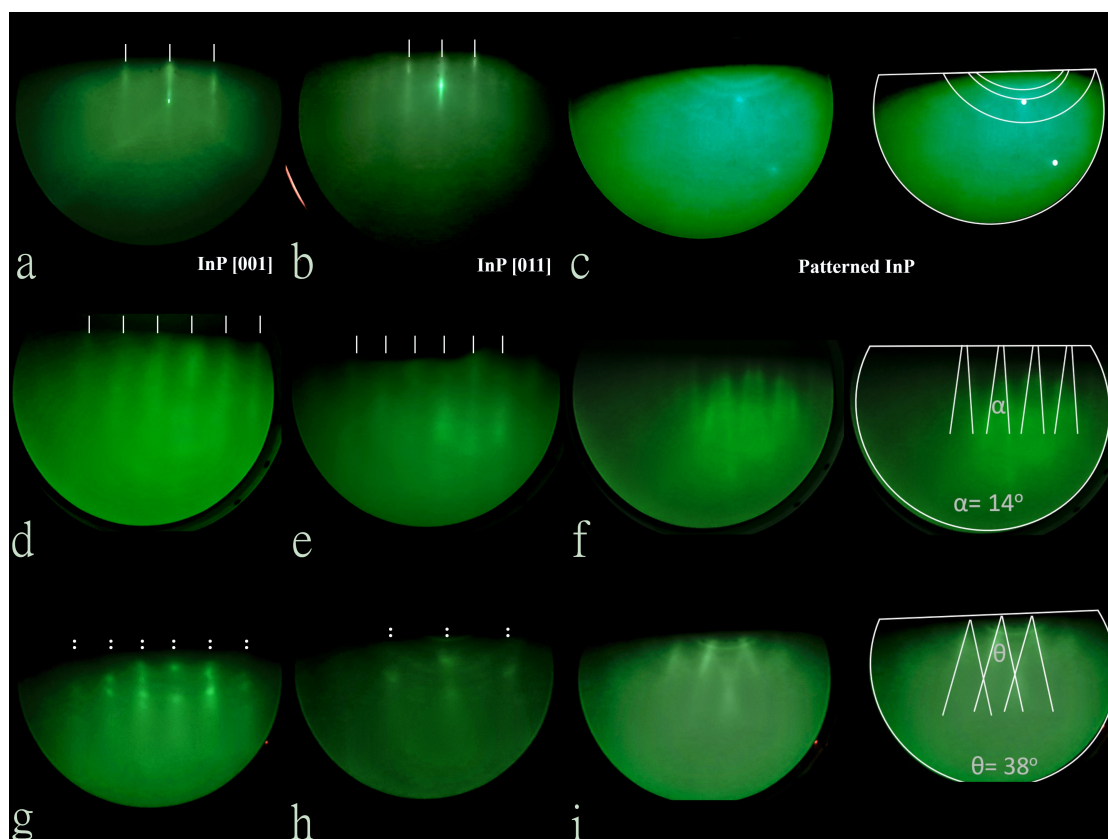 a
InP [001]
b
InP [011]
c
Patterned InP
d
e
f
α
α= 14°
g
h
i
θ
θ= 38°